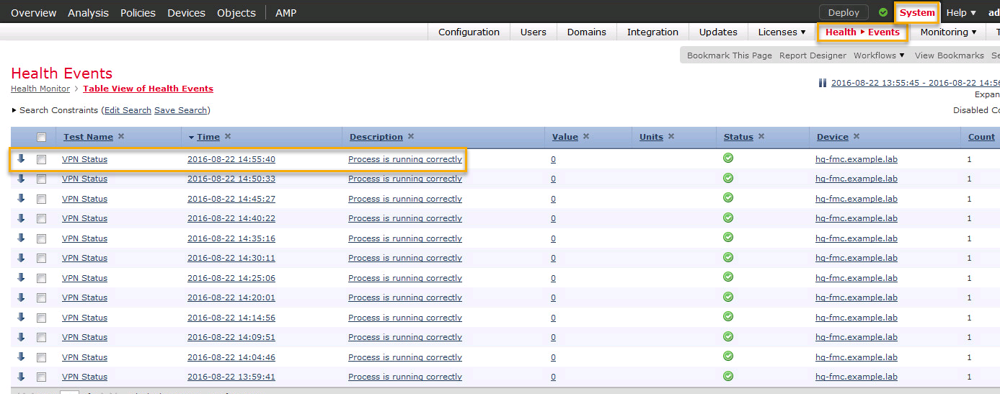 Overview Analysis Policies Devices Objects AMP Deploy System Help ▼ ad
Configuration Users Domains Integration Updates Licenses ▼ Health ▸ Events Monitoring ▼ T
Bookmark This Page Report Designer Workflows ▼ View Bookmarks Se
Health Events
2016-08-22 13:55:45 - 2016-08-22 14:56
Health Monitor > Table View of Health Events
Expan
▸ Search Constraints (Edit Search Save Search)
Disabled Co
Test Name × Time × Description × Value × Units × Status × Device × Count
VPN Status 2016-08-22 14:55:40 Process is running correctly 0 hq-fmc.example.lab 1
VPN Status 2016-08-22 14:50:33 Process is running correctly 0 hq-fmc.example.lab 1
VPN Status 2016-08-22 14:45:27 Process is running correctly 0 hq-fmc.example.lab 1
VPN Status 2016-08-22 14:40:22 Process is running correctly 0 hq-fmc.example.lab 1
VPN Status 2016-08-22 14:35:16 Process is running correctly 0 hq-fmc.example.lab 1
VPN Status 2016-08-22 14:30:11 Process is running correctly 0 hq-fmc.example.lab 1
VPN Status 2016-08-22 14:25:06 Process is running correctly 0 hq-fmc.example.lab 1
VPN Status 2016-08-22 14:20:01 Process is running correctly 0 hq-fmc.example.lab 1
VPN Status 2016-08-22 14:14:56 Process is running correctly 0 hq-fmc.example.lab 1
VPN Status 2016-08-22 14:09:51 Process is running correctly 0 hq-fmc.example.lab 1
VPN Status 2016-08-22 14:04:46 Process is running correctly 0 hq-fmc.example.lab 1
VPN Status 2016-08-22 13:59:41 Process is running correctly 0 hq-fmc.example.lab 1